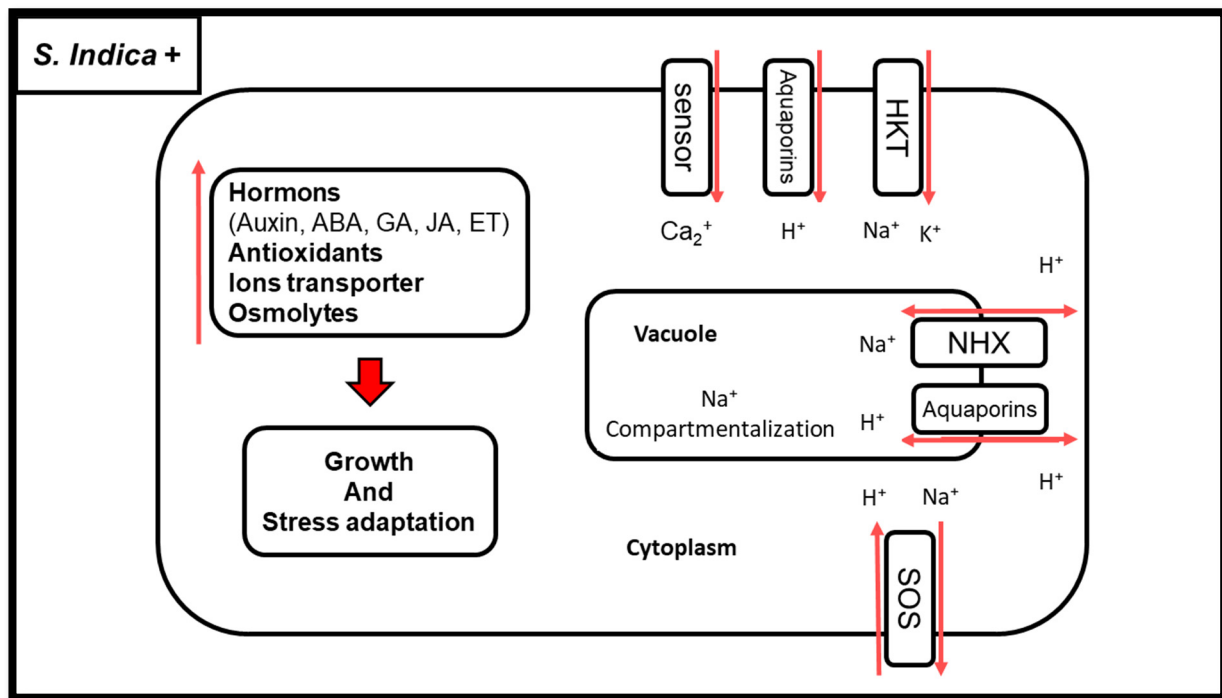 S. Indica +
sensor
Aquaporins
HKT
Ca₂⁺
H⁺
Na⁺
K⁺
Hormons
(Auxin, ABA, GA, JA, ET)
Antioxidants
Ions transporter
Osmolytes
H⁺
Vacuole
Na⁺
NHX
Na⁺
Compartmentalization
H⁺
Aquaporins
Growth
And
Stress adaptation
H⁺
H⁺
Na⁺
Cytoplasm
SOS